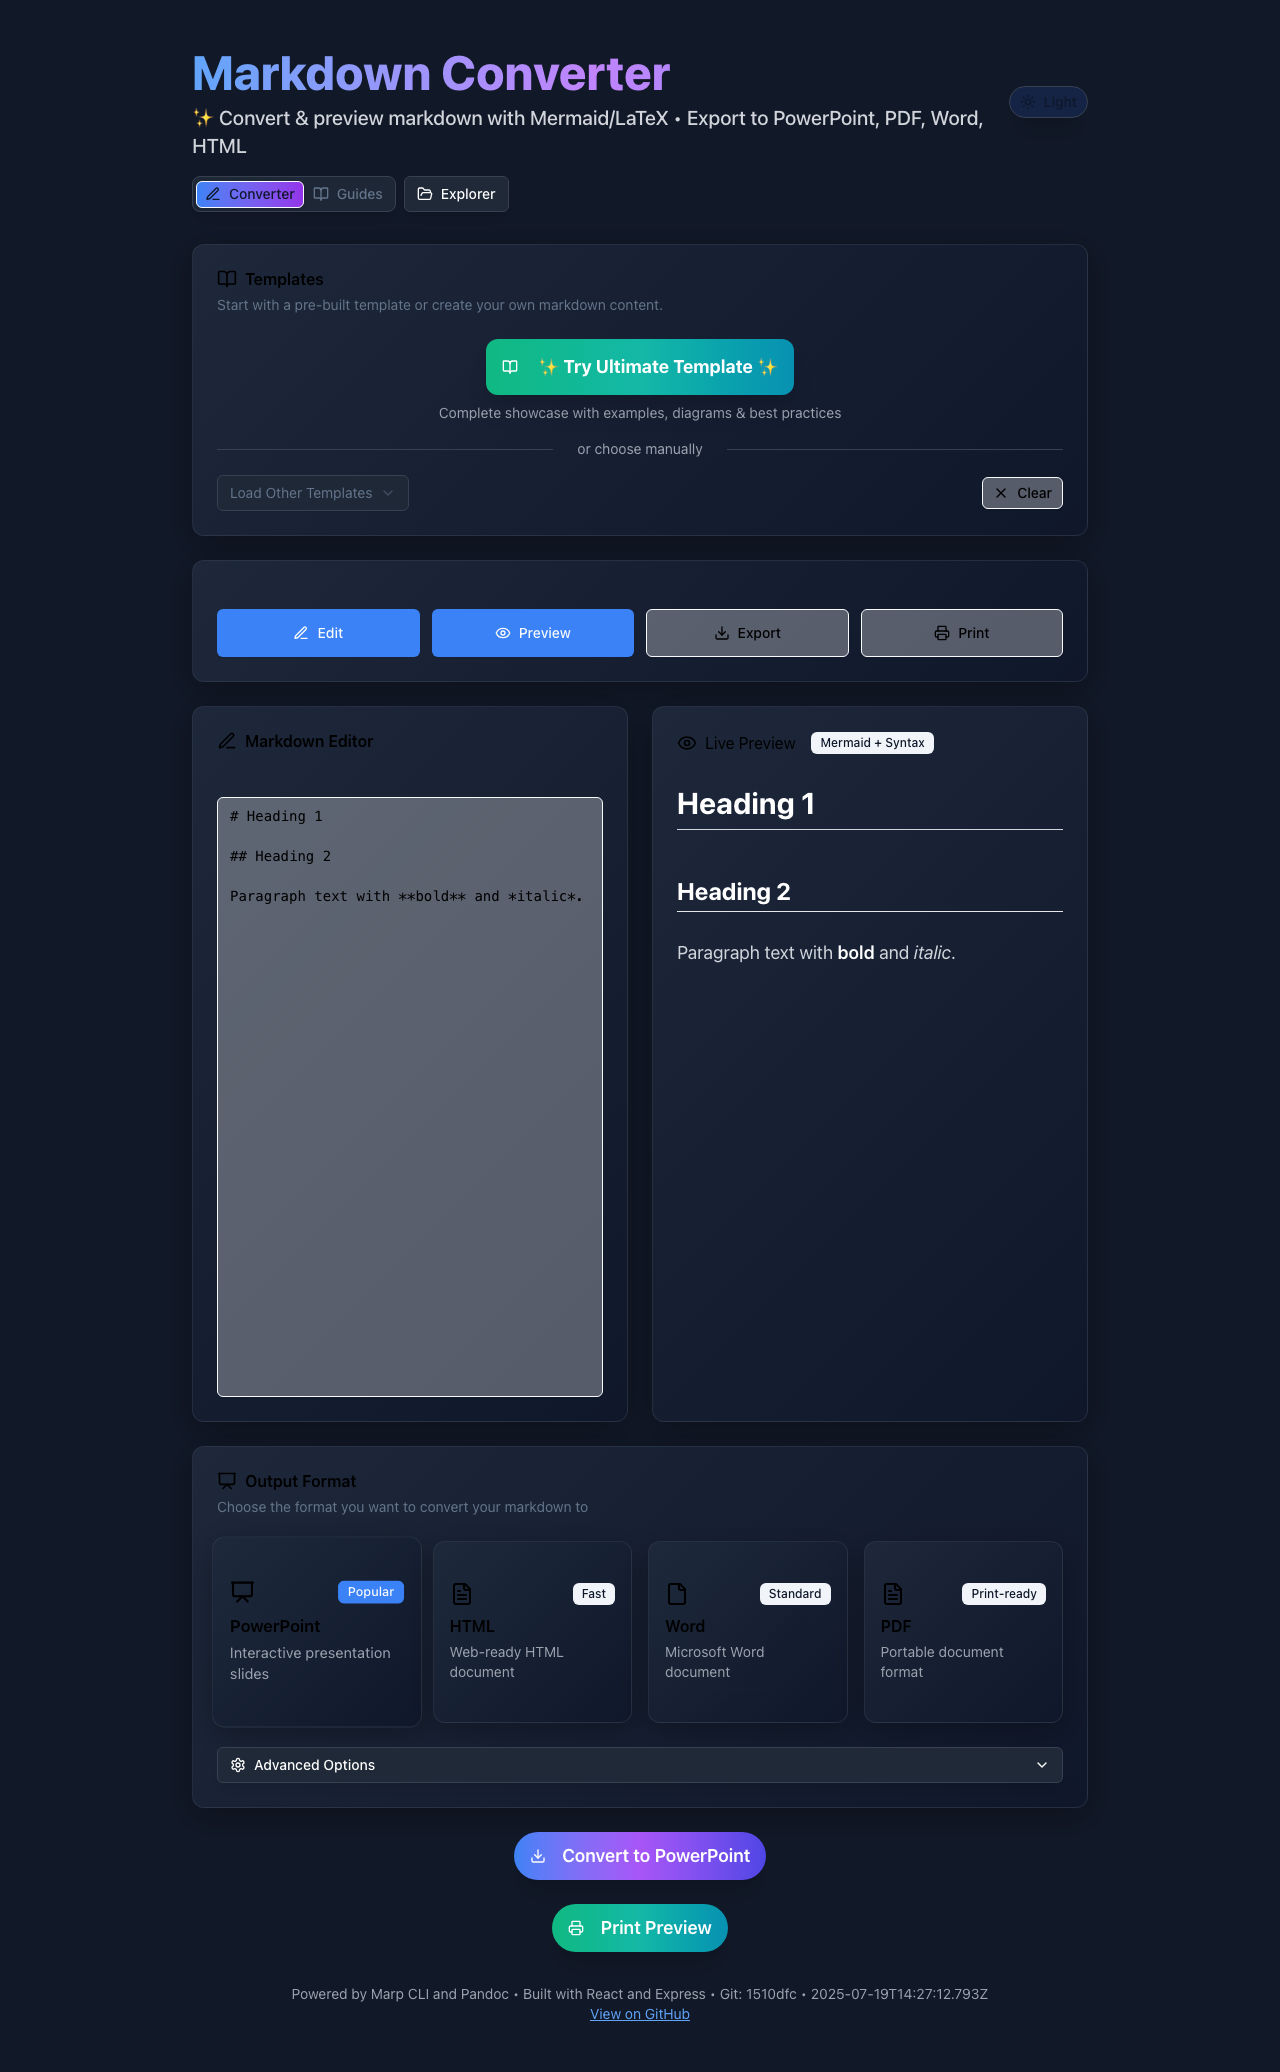 Markdown Converter
✨ Convert & preview markdown with Mermaid/LaTeX • Export to PowerPoint, PDF, Word,
HTML
Light
Converter
Guides
Explorer
Templates
Start with a pre-built template or create your own markdown content.
✨ Try Ultimate Template ✨
Complete showcase with examples, diagrams & best practices
or choose manually
Load Other Templates
Clear
Edit
Preview
Export
Print
Markdown Editor
# Heading 1
## Heading 2
Paragraph text with **bold** and *italic*.
Live Preview
Mermaid + Syntax
Heading 1
Heading 2
Paragraph text with bold and italic.
Output Format
Choose the format you want to convert your markdown to
Popular
PowerPoint
Interactive presentation
slides
Fast
HTML
Web-ready HTML
document
Standard
Word
Microsoft Word
document
Print-ready
PDF
Portable document
format
Advanced Options
Convert to PowerPoint
Print Preview
Powered by Marp CLI and Pandoc • Built with React and Express • Git: 1510dfc • 2025-07-19T14:27:12.793Z
View on GitHub